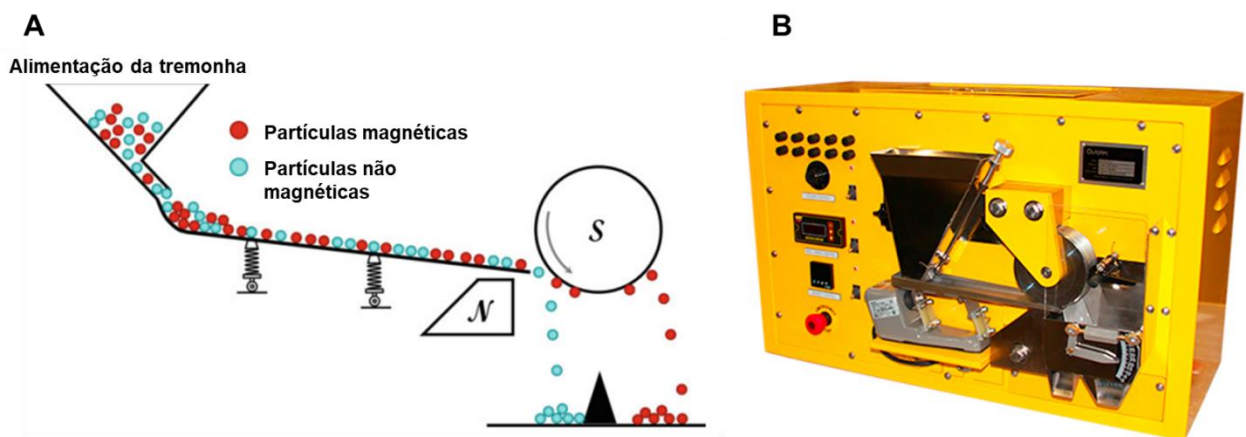 A
Alimentação da tremonha
Partículas magnéticas
Partículas não
magnéticas
S
N
B